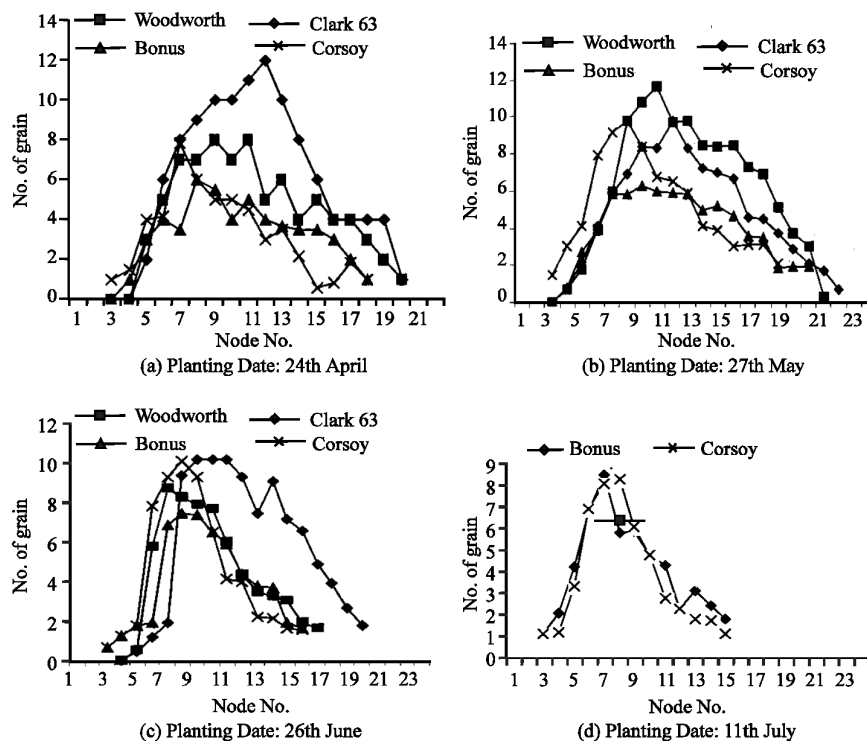 Woodworth Clark 63
Bonus Corsoy
No. of grain
14
12
10
8
6
4
2
0
1 3 5 7 9 11 13 15 17 19 21
Node No.
(a) Planting Date: 24th April
Woodworth Clark 63
Bonus Corsoy
No. of grain
14
12
10
8
6
4
2
0
1 3 5 7 9 11 13 15 17 19 21 23
Node No.
(b) Planting Date: 27th May
Woodworth Clark 63
Bonus Corsoy
No. of grain
12
10
8
6
4
2
0
1 3 5 7 9 11 13 15 17 19 21 23
Node No.
(c) Planting Date: 26th June
Bonus Corsoy
No. of grain
9
8
7
6
5
4
3
2
1
0
1 3 5 7 9 11 13 15 17 19 21 23
Node No.
(d) Planting Date: 11th July